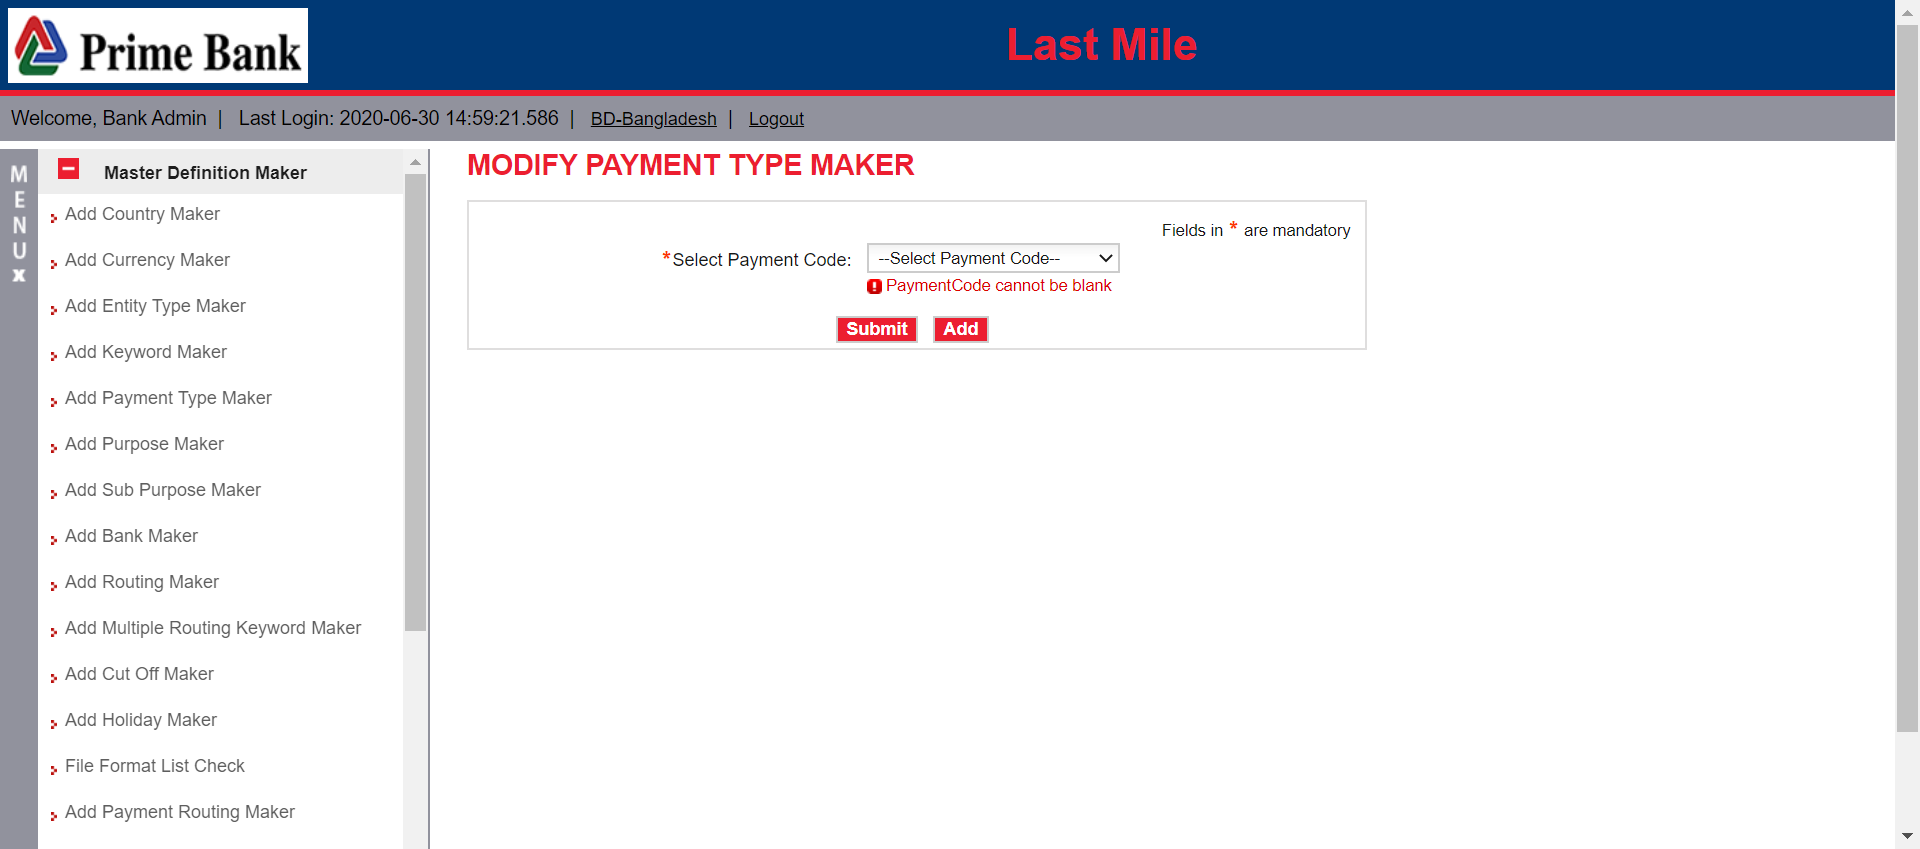 Prime Bank
Last Mile
Welcome, Bank Admin | Last Login: 2020-06-30 14:59:21.586 | BD-Bangladesh | Logout
MENU
x
Master Definition Maker
Add Country Maker
Add Currency Maker
Add Entity Type Maker
Add Keyword Maker
Add Payment Type Maker
Add Purpose Maker
Add Sub Purpose Maker
Add Bank Maker
Add Routing Maker
Add Multiple Routing Keyword Maker
Add Cut Off Maker
Add Holiday Maker
File Format List Check
Add Payment Routing Maker
MODIFY PAYMENT TYPE MAKER
Fields in * are mandatory
*Select Payment Code: --Select Payment Code--
PaymentCode cannot be blank
Submit Add